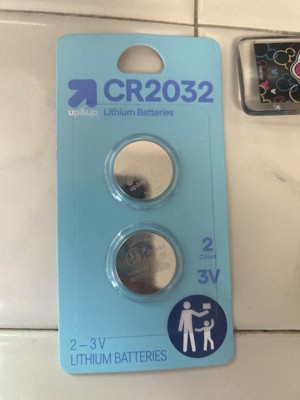 CR2032
up&up
Lithium Batteries
2
Count
3V
2 – 3V
LITHIUM BATTERIES